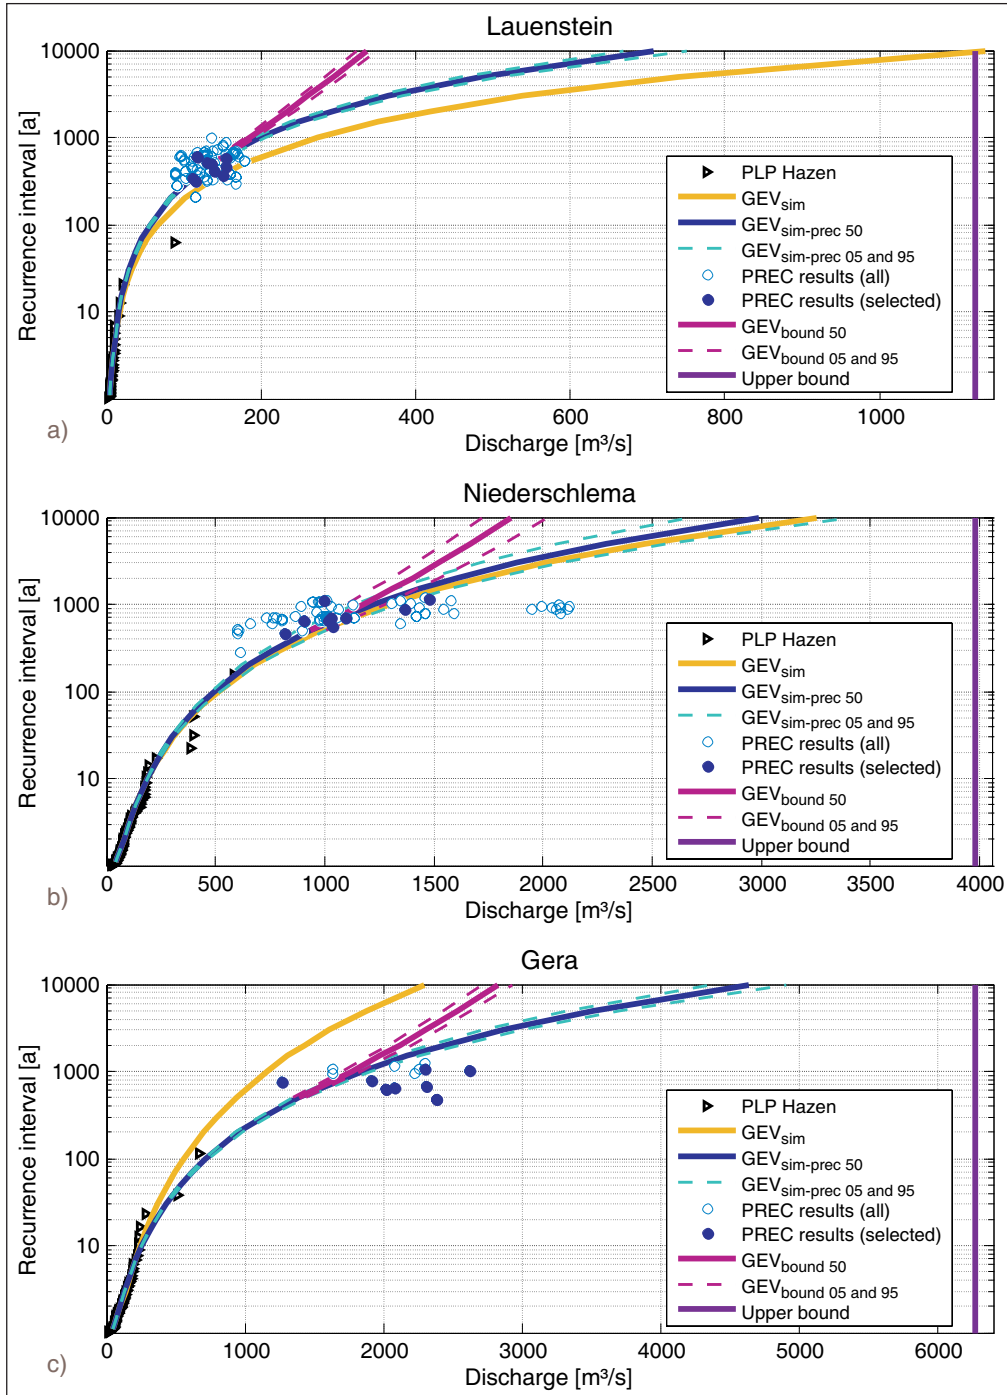 Lauenstein
Recurrence interval [a]
10000
1000
100
10
0 200 400 600 800 1000
Discharge [m³/s]
a)
PLP Hazen
GEVsim
GEVsim-prec 50
GEVsim-prec 05 and 95
PREC results (all)
PREC results (selected)
GEVbound 50
GEVbound 05 and 95
Upper bound
Niederschlema
Recurrence interval [a]
10000
1000
100
10
0 500 1000 1500 2000 2500 3000 3500 4000
Discharge [m³/s]
b)
PLP Hazen
GEVsim
GEVsim-prec 50
GEVsim-prec 05 and 95
PREC results (all)
PREC results (selected)
GEVbound 50
GEVbound 05 and 95
Upper bound
Gera
Recurrence interval [a]
10000
1000
100
10
0 1000 2000 3000 4000 5000 6000
Discharge [m³/s]
c)
PLP Hazen
GEVsim
GEVsim-prec 50
GEVsim-prec 05 and 95
PREC results (all)
PREC results (selected)
GEVbound 50
GEVbound 05 and 95
Upper bound